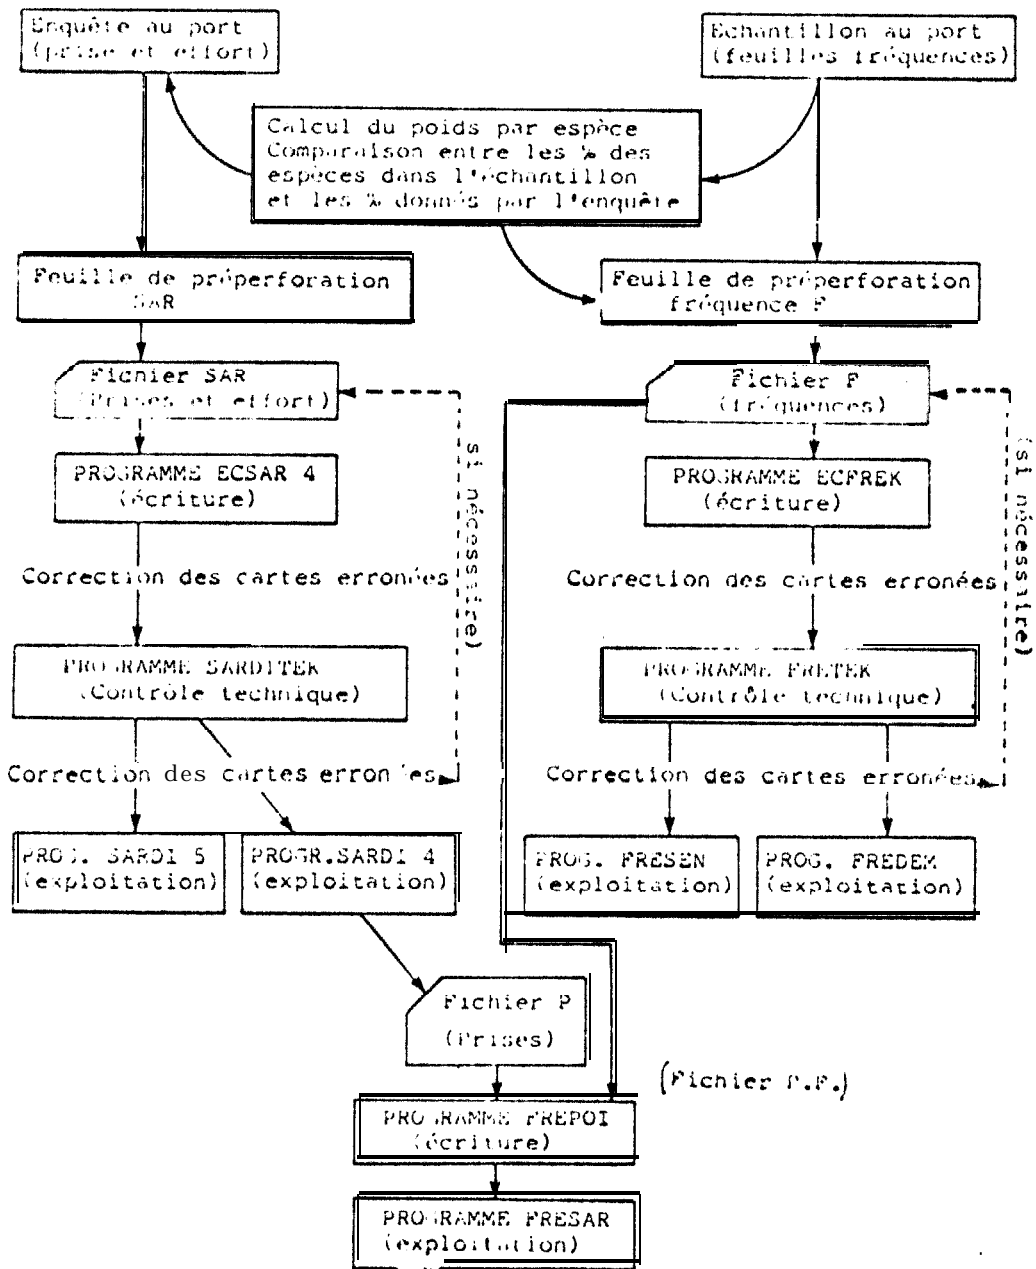 Enquête au port
(prise et effort)
Echantillon au port
(feuilles fréquences)
Calcul du poids par espèce
Comparaison entre les % des
espèces dans l'échantillon
et les % donnés par l'enquête
Feuille de préperforation
SAR
Feuille de préperforation
fréquence F
Fichier SAR
(Prises et effort)
Fichier F
(fréquences)
PROGRAMME ECSAR 4
(écriture)
PROGRAMME ECFREK
(écriture)
si nécessaire)
(si nécessaire)
Correction des cartes erronées
Correction des cartes erronées
PROGRAMME SARDITEK
(Contrôle technique)
PROGRAMME FRETEK
(Contrôle technique)
Correction des cartes erronées
Correction des cartes erronées
PROG. SARDI 5
(exploitation)
PROGR.SARDI 4
(exploitation)
PROG. FRESEN
(exploitation)
PROG. FREDEM
(exploitation)
Fichier P
(Prises)
(Fichier P.F.)
PROGRAMME FREPOI
(écriture)
PROGRAMME FRESAR
(exploitation)